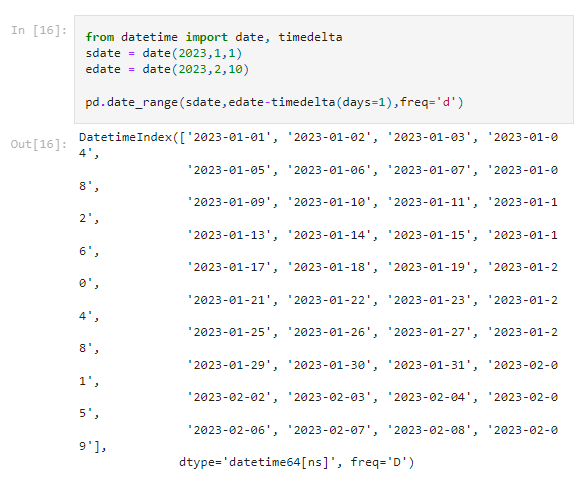 In [16]:
from datetime import date, timedelta
sdate = date(2023,1,1)
edate = date(2023,2,10)
pd.date_range(sdate,edate-timedelta(days=1),freq='d')
Out[16]:
DatetimeIndex(['2023-01-01', '2023-01-02', '2023-01-03', '2023-01-0
4',
'2023-01-05', '2023-01-06', '2023-01-07', '2023-01-0
8',
'2023-01-09', '2023-01-10', '2023-01-11', '2023-01-1
2',
'2023-01-13', '2023-01-14', '2023-01-15', '2023-01-1
6',
'2023-01-17', '2023-01-18', '2023-01-19', '2023-01-2
0',
'2023-01-21', '2023-01-22', '2023-01-23', '2023-01-2
4',
'2023-01-25', '2023-01-26', '2023-01-27', '2023-01-2
8',
'2023-01-29', '2023-01-30', '2023-01-31', '2023-02-0
1',
'2023-02-02', '2023-02-03', '2023-02-04', '2023-02-0
5',
'2023-02-06', '2023-02-07', '2023-02-08', '2023-02-0
9'],
dtype='datetime64[ns]', freq='D')